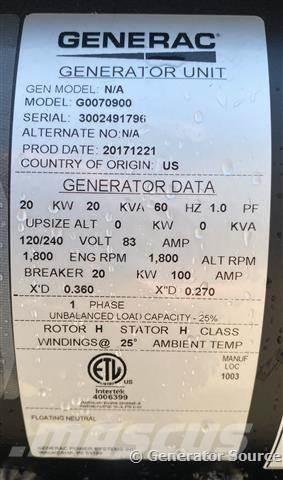 GENERAC
GENERATOR UNIT
GEN MODEL: N/A
MODEL: G0070900
SERIAL: 3002491796
ALTERNATE NO: N/A
PROD DATE: 20171221
COUNTRY OF ORIGIN: US
GENERATOR DATA
20 KW 20 KVA 60 HZ 1.0 PF
UPSIZE ALT 0 KW 0 KVA
120/240 VOLT 83 AMP
1,800 ENG RPM 1,800 ALT RPM
BREAKER 20 KW 100 AMP
X'D 0.360 X"D 0.270
1 PHASE
UNBALANCED LOAD CAPACITY - 25%
ROTOR H STATOR H CLASS
WINDINGS@ 25° AMBIENT TEMP
ETL
Intertek
4006399
MANUF
LOC
1003
FLOATING NEUTRAL
GENERAC POWER SYSTEMS
© Generator Source